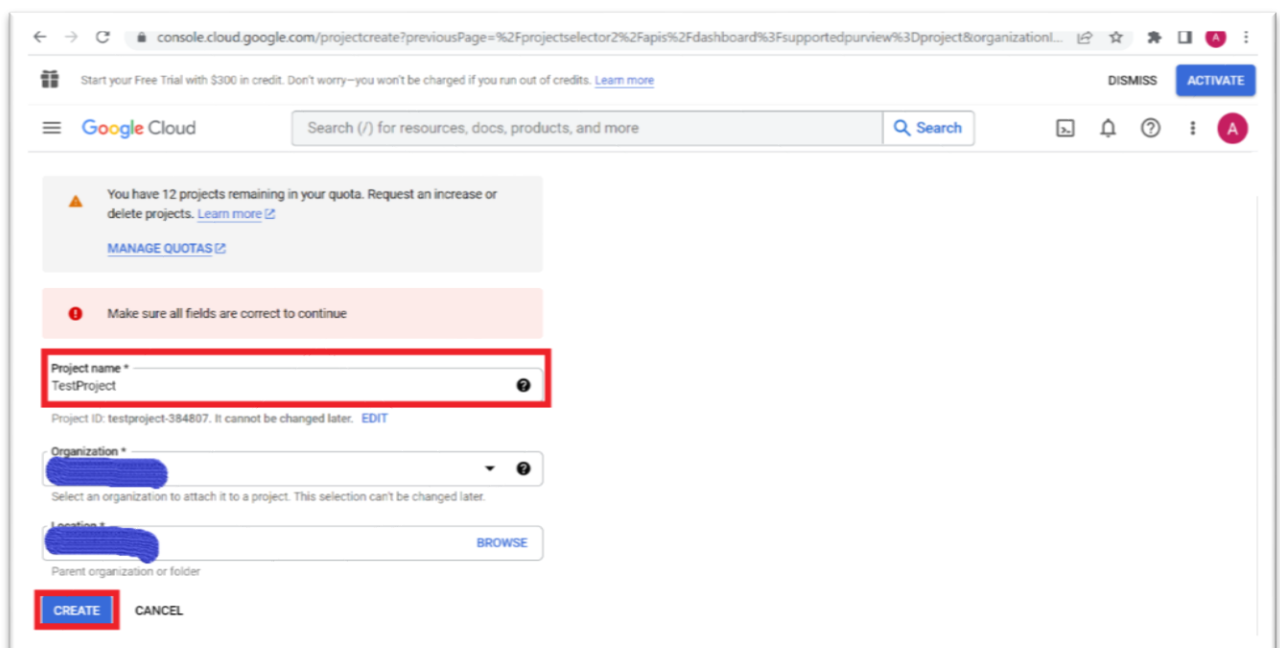 console.cloud.google.com/projectcreate?previousPage=%2Fprojectselector2%2Fapis%2Fdashboard%3Fsupportedpurview%3Dproject&organizationI...
A
Start your Free Trial with $300 in credit. Don't worry—you won't be charged if you run out of credits. Learn more
DISMISS
ACTIVATE
Google Cloud
Search (/) for resources, docs, products, and more
Search
A
You have 12 projects remaining in your quota. Request an increase or
delete projects. Learn more
MANAGE QUOTAS
Make sure all fields are correct to continue
Project name *
TestProject
Project ID: testproject-384807. It cannot be changed later. EDIT
Organization *
Select an organization to attach it to a project. This selection can't be changed later.
Location *
BROWSE
Parent organization or folder
CREATE
CANCEL